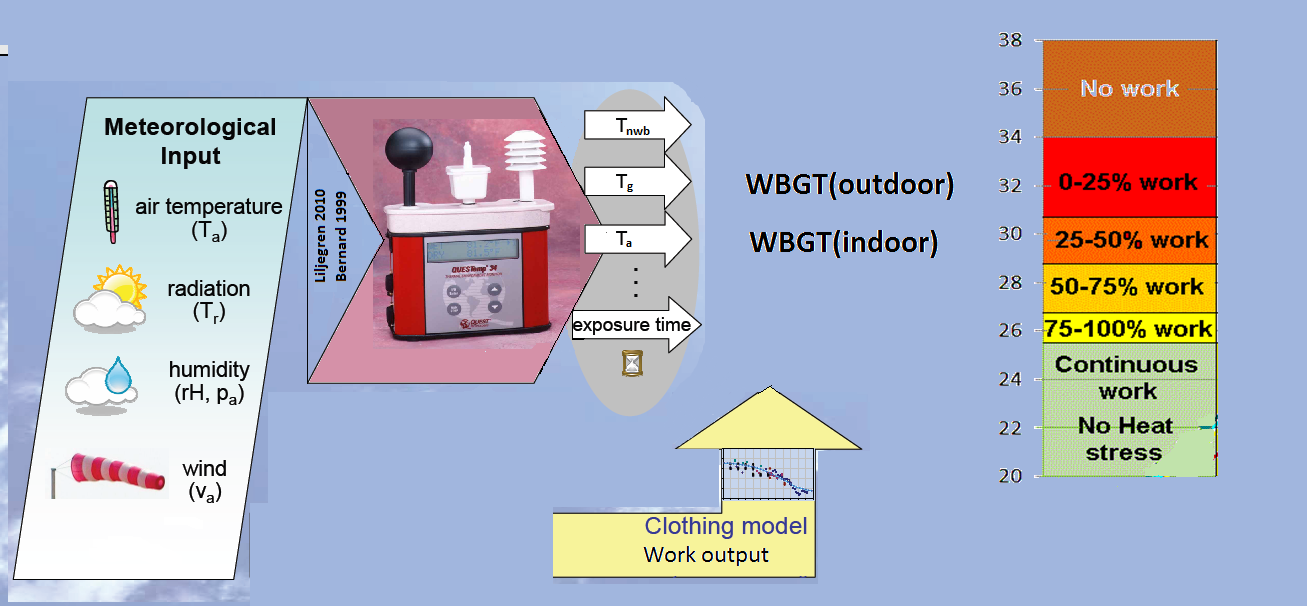 Meteorological
Input
air temperature
(Ta)
radiation
(Tr)
humidity
(rH, pa)
wind
(va)
Liljegren 2010
Bernard 1999
QUESTemp° 34
QUEST
Tnwb
Tg
Ta
exposure time
WBGT(outdoor)
WBGT(indoor)
Clothing model
Work output
38
36
34
32
30
28
26
24
22
20
No work
0-25% work
25-50% work
50-75% work
75-100% work
Continuous
work
No Heat
stress